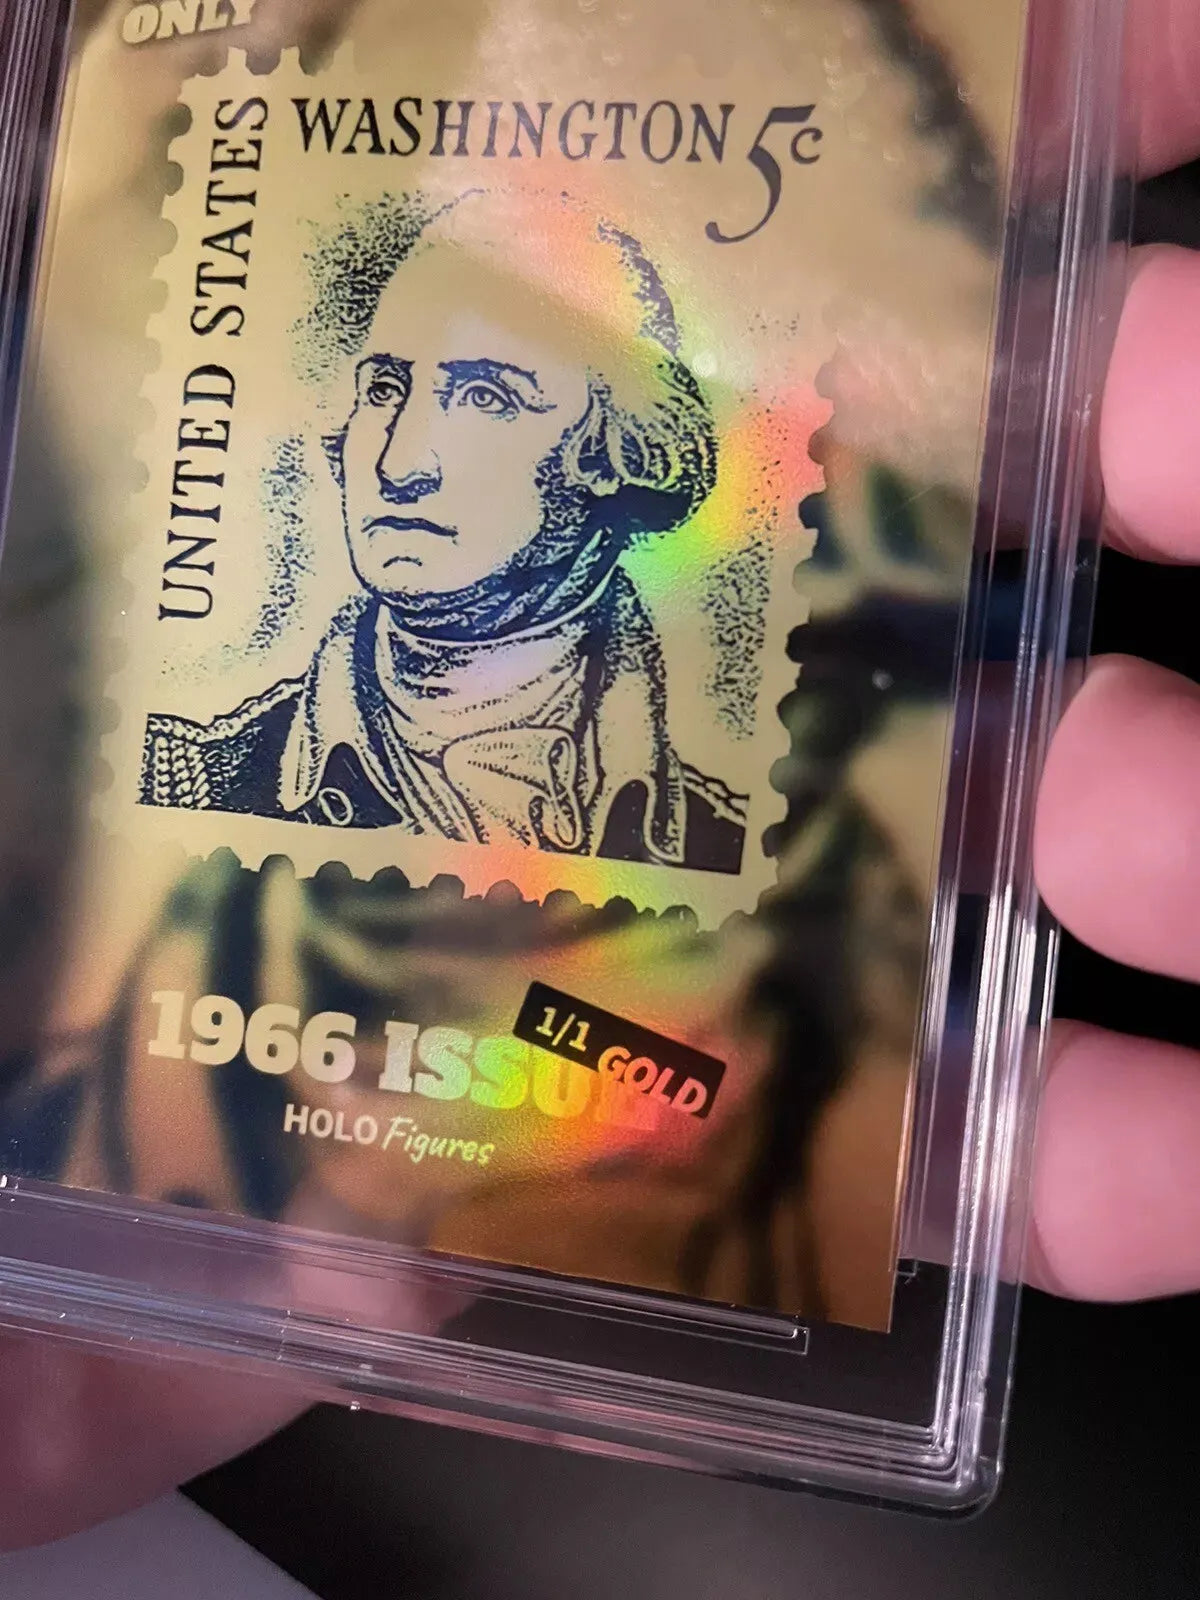 ONLY
WASHINGTON 5c
UNITED STATES
1966 ISSUE
1/1 GOLD
HOLO Figures